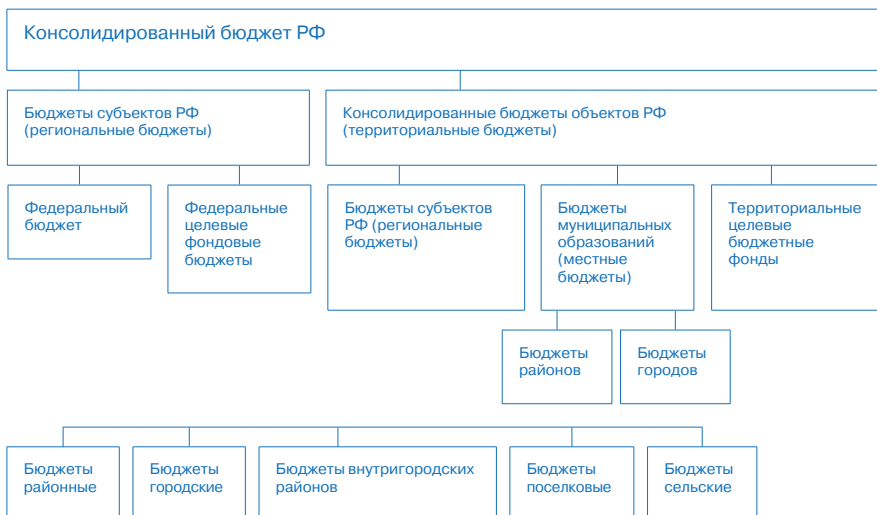 Консолидированный бюджет РФ
Бюджеты субъектов РФ
(региональные бюджеты)
Консолидированные бюджеты объектов РФ
(территориальные бюджеты)
Федеральный
бюджет
Федеральные
целевые
фондовые
бюджеты
Бюджеты субъектов
РФ (региональные
бюджеты)
Бюджеты
муниципальных
образований
(местные
бюджеты)
Территориальные
целевые
бюджетные
фонды
Бюджеты
районов
Бюджеты
городов
Бюджеты
районные
Бюджеты
городские
Бюджеты внутригородских
районов
Бюджеты
поселковые
Бюджеты
сельские